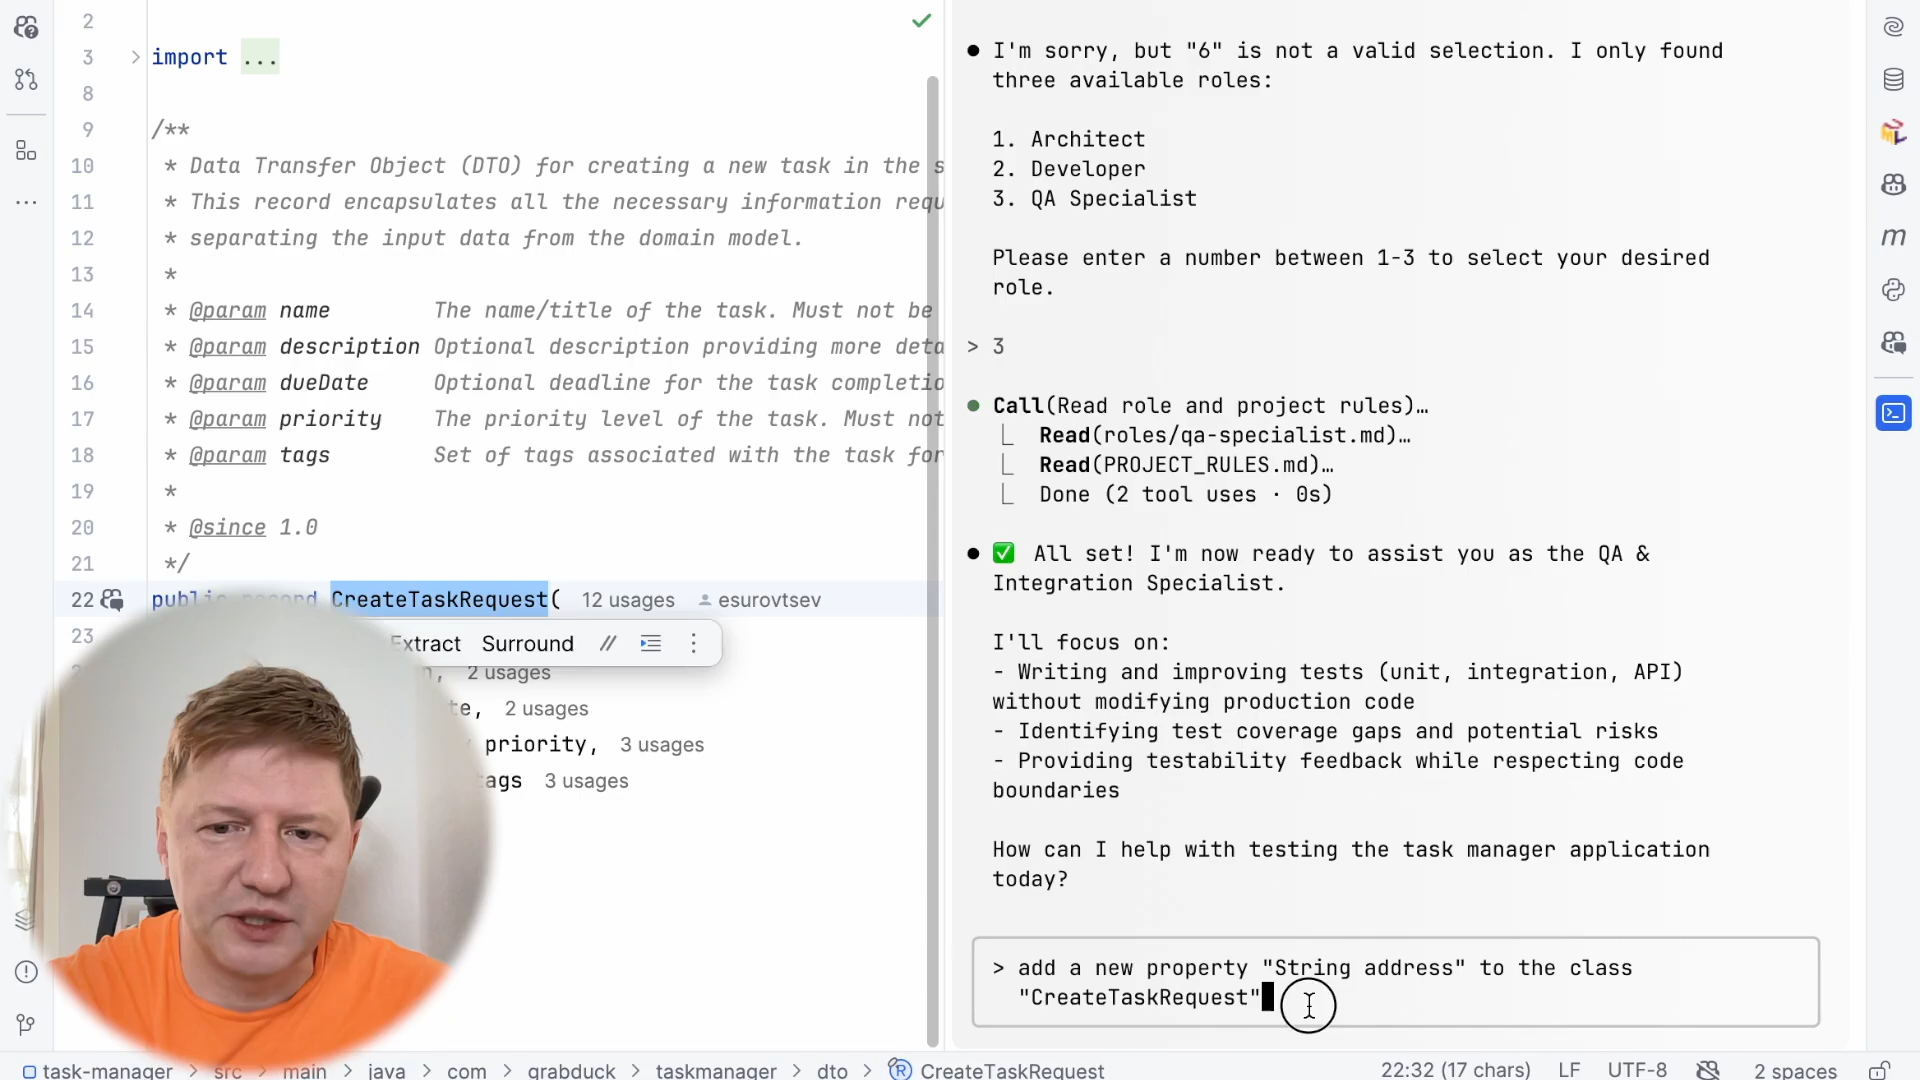 2
3 import ...
8
9 /**
10 * Data Transfer Object (DTO) for creating a new task in the s
11 * This record encapsulates all the necessary information requ
12 * separating the input data from the domain model.
13 *
14 * @param name The name/title of the task. Must not be
15 * @param description Optional description providing more deta
16 * @param dueDate Optional deadline for the task completio
17 * @param priority The priority level of the task. Must not
18 * @param tags Set of tags associated with the task for
19 *
20 * @since 1.0
21 */
22 public record CreateTaskRequest( 12 usages esurovtsev
23
Extract Surround //
n, 2 usages
te, 2 usages
priority, 3 usages
tags 3 usages
● I'm sorry, but "6" is not a valid selection. I only found
three available roles:
1. Architect
2. Developer
3. QA Specialist
Please enter a number between 1-3 to select your desired
role.
> 3
● Call(Read role and project rules)…
⎿ Read(roles/qa-specialist.md)…
⎿ Read(PROJECT_RULES.md)…
⎿ Done (2 tool uses · 0s)
● ✅ All set! I'm now ready to assist you as the QA &
Integration Specialist.
I'll focus on:
- Writing and improving tests (unit, integration, API)
without modifying production code
- Identifying test coverage gaps and potential risks
- Providing testability feedback while respecting code
boundaries
How can I help with testing the task manager application
today?
> add a new property "String address" to the class
"CreateTaskRequest"
m
task-manager > src > main > java > com > grabduck > taskmanager > dto > CreateTaskRequest
22:32 (17 chars) LF UTF-8 2 spaces